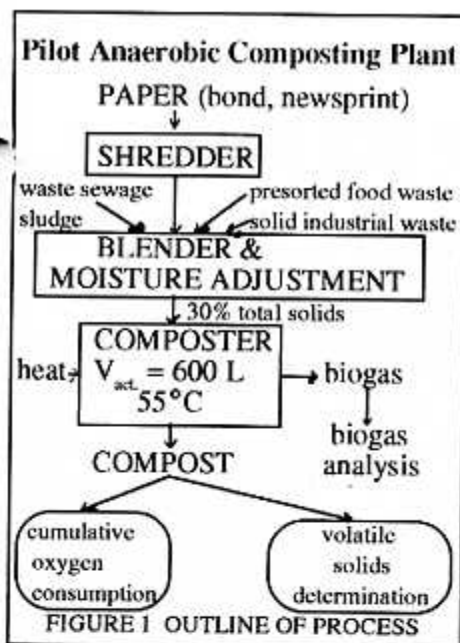 Pilot Anaerobic Composting Plant
PAPER (bond, newsprint)
SHREDDER
waste sewage
sludge
presorted food waste
solid industrial waste
BLENDER &
MOISTURE ADJUSTMENT
30% total solids
COMPOSTER
heat
V act. = 600 L
55°C
biogas
biogas
analysis
COMPOST
cumulative
oxygen
consumption
volatile
solids
determination
FIGURE 1 OUTLINE OF PROCESS